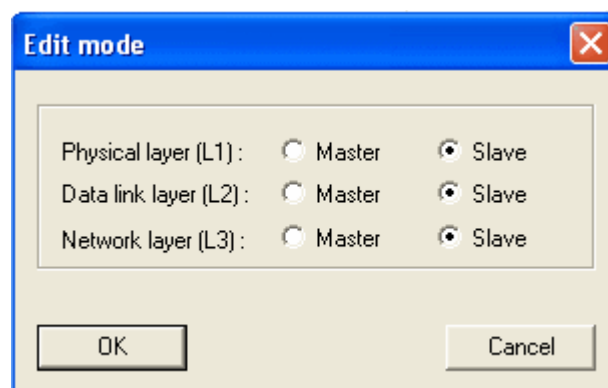 Edit mode
Physical layer (L1) : Master Slave
Data link layer (L2) : Master Slave
Network layer (L3) : Master Slave
OK Cancel